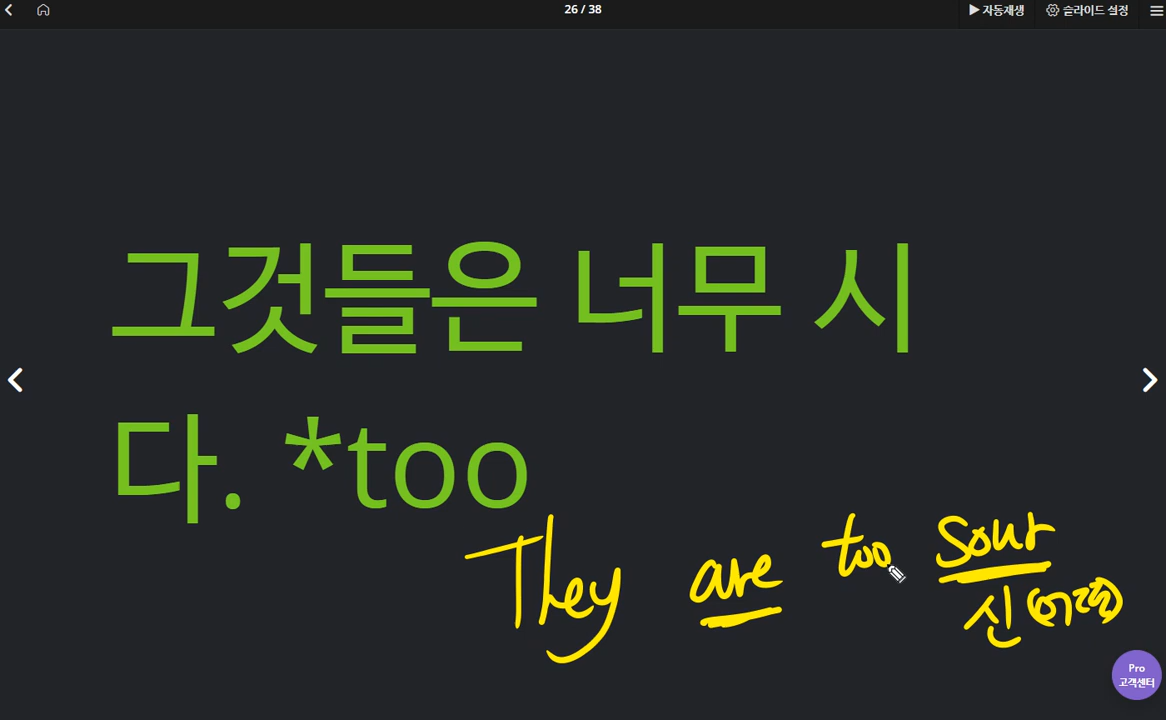 26 / 38
자동재생
슬라이드 설정
그것들은 너무 시
다. *too
They are too sour
신
Pro
고객센터